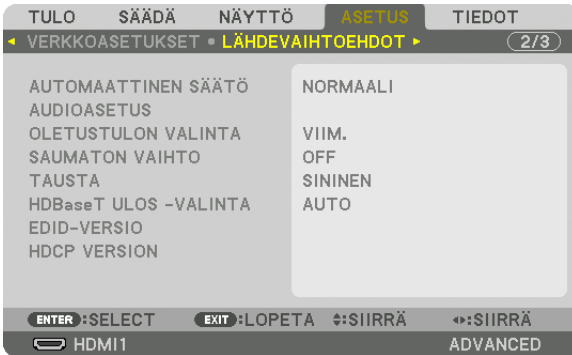 TULO SÄÄDÄ NÄYTTÖ ASETUS TIEDOT
VERKKOASETUKSET • LÄHDEVAIHTOEHDOT 2/3
AUTOMAATTINEN SÄÄTÖ NORMAALI
AUDIOASETUS
OLETUSTULON VALINTA VIIM.
SAUMATON VAIHTO OFF
TAUSTA SININEN
HDBaseT ULOS -VALINTA AUTO
EDID-VERSIO
HDCP VERSION
ENTER :SELECT EXIT :LOPETA :SIIRRÄ :SIIRRÄ
HDMI1 ADVANCED